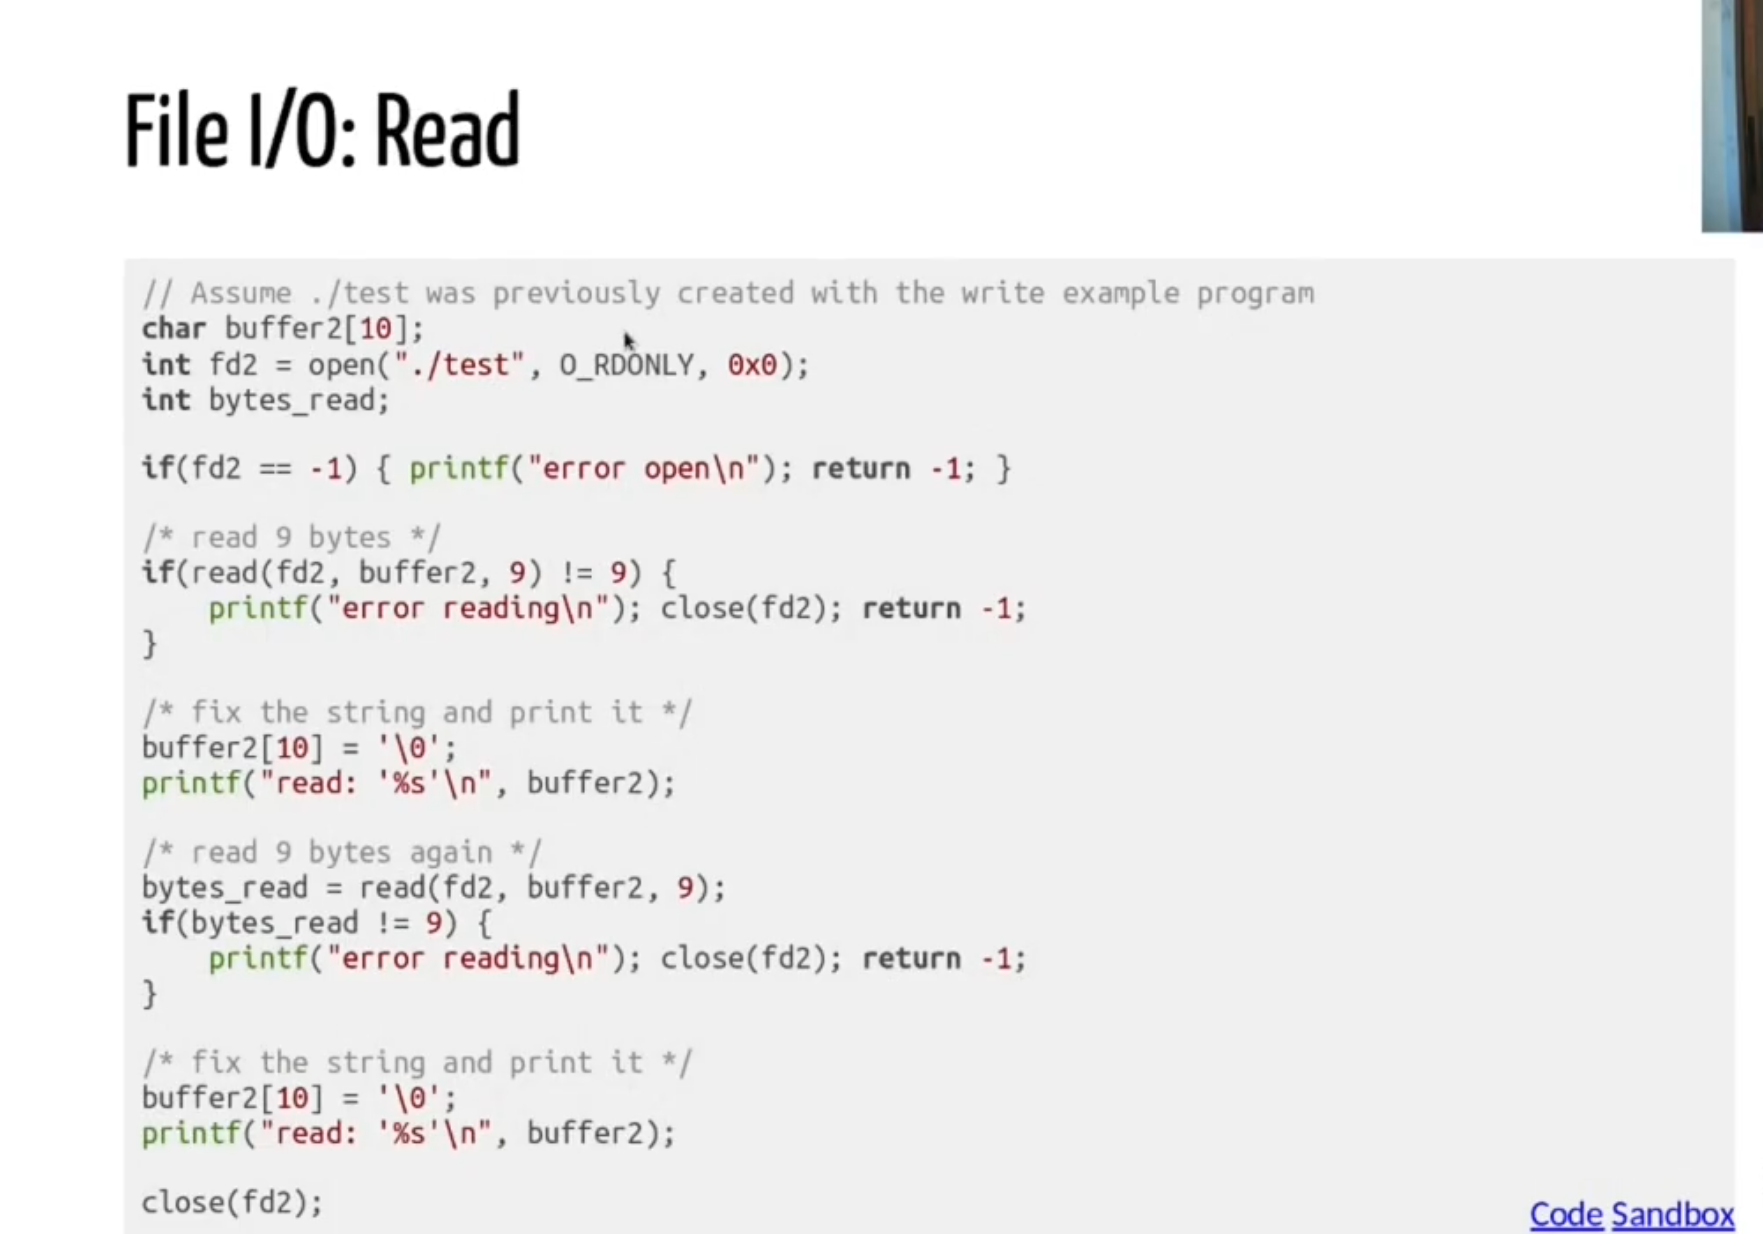 File I/O: Read
// Assume ./test was previously created with the write example program
char buffer2[10];
int fd2 = open("./test", O_RDONLY, 0x0);
int bytes_read;
if(fd2 == -1) { printf("error open\n"); return -1; }
/* read 9 bytes */
if(read(fd2, buffer2, 9) != 9) {
    printf("error reading\n"); close(fd2); return -1;
}
/* fix the string and print it */
buffer2[10] = '\0';
printf("read: '%s'\n", buffer2);
/* read 9 bytes again */
bytes_read = read(fd2, buffer2, 9);
if(bytes_read != 9) {
    printf("error reading\n"); close(fd2); return -1;
}
/* fix the string and print it */
buffer2[10] = '\0';
printf("read: '%s'\n", buffer2);
close(fd2);
Code Sandbox